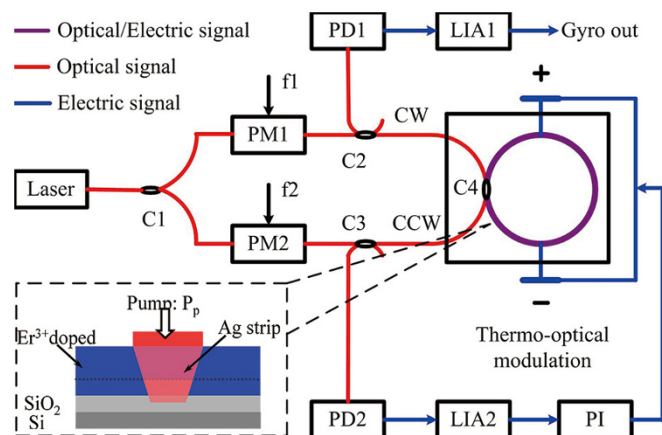 Optical/Electric signal
Optical signal
Electric signal
PD1
LIA1
Gyro out
f1
PM1
CW
C2
+
Laser
C1
C4
f2
PM2
C3
CCW
−
Pump: Pp
Er3+doped
Ag strip
SiO2
Si
Thermo-optical
modulation
PD2
LIA2
PI